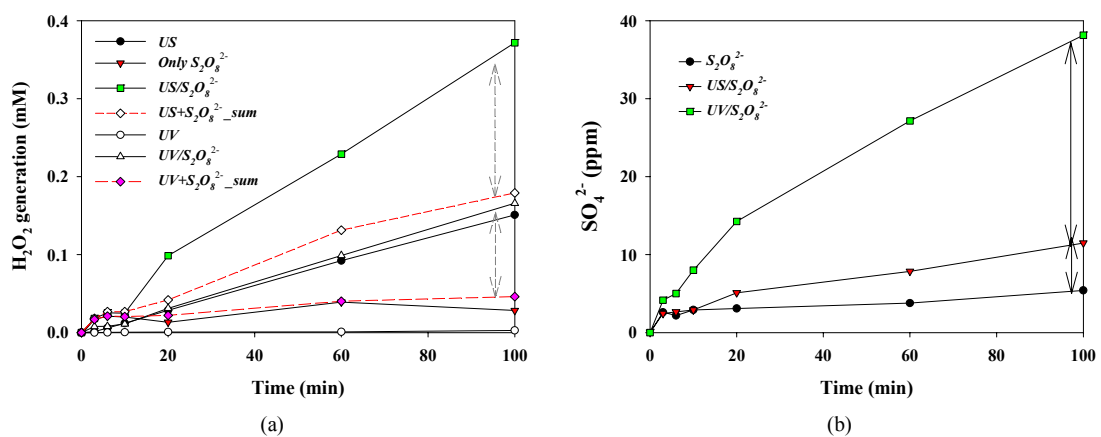 0.4
0.3
0.2
0.1
0.0
H₂O₂ generation (mM)
US
Only S₂O₈²⁻
US/S₂O₈²⁻
US+S₂O₈²⁻_sum
UV
UV/S₂O₈²⁻
UV+S₂O₈²⁻_sum
0 20 40 60 80 100
Time (min)
(a)
50
40
30
20
10
0
SO₄²⁻ (ppm)
S₂O₈²⁻
US/S₂O₈²⁻
UV/S₂O₈²⁻
0 20 40 60 80 100
Time (min)
(b)